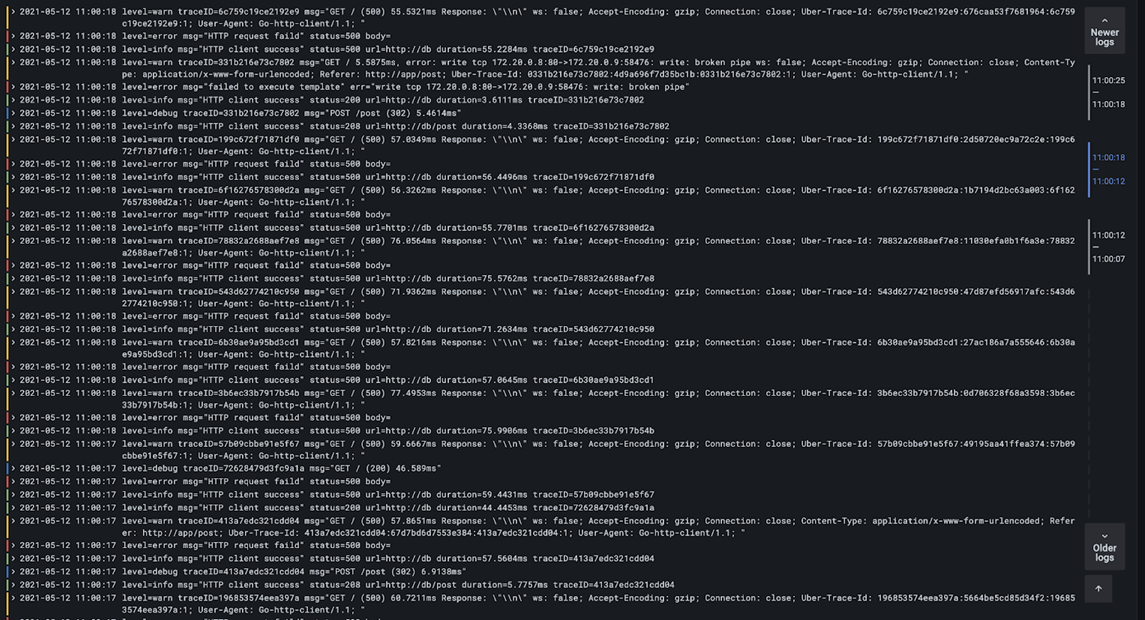 2021-05-12 11:00:18 level=warn traceID=6c759c19ce2192e9 msg="GET / (500) 55.5321ms Response: \"\\n\" ws: false; Accept-Encoding: gzip; Connection: close; Uber-Trace-Id: 6c759c19ce2192e9:676caa53f7681964:6c759
c19ce2192e9:1; User-Agent: Go-http-client/1.1; "
2021-05-12 11:00:18 level=error msg="HTTP request faild" status=500 body=
2021-05-12 11:00:18 level=info msg="HTTP client success" status=500 url=http://db duration=55.2284ms traceID=6c759c19ce2192e9
2021-05-12 11:00:18 level=warn traceID=331b216e73c7802 msg="GET / 5.5875ms, error: write tcp 172.20.0.8:80->172.20.0.9:58476: write: broken pipe ws: false; Accept-Encoding: gzip; Connection: close; Content-Ty
pe: application/x-www-form-urlencoded; Referer: http://app/post; Uber-Trace-Id: 0331b216e73c7802:4d9a696f7d35bc1b:0331b216e73c7802:1; User-Agent: Go-http-client/1.1; "
2021-05-12 11:00:18 level=error msg="failed to execute template" err="write tcp 172.20.0.8:80->172.20.0.9:58476: write: broken pipe"
2021-05-12 11:00:18 level=info msg="HTTP client success" status=200 url=http://db duration=3.6111ms traceID=331b216e73c7802
2021-05-12 11:00:18 level=debug traceID=331b216e73c7802 msg="POST /post (302) 5.4614ms"
2021-05-12 11:00:18 level=info msg="HTTP client success" status=208 url=http://db/post duration=4.3368ms traceID=331b216e73c7802
2021-05-12 11:00:18 level=warn traceID=199c672f71871df0 msg="GET / (500) 57.0349ms Response: \"\\n\" ws: false; Accept-Encoding: gzip; Connection: close; Uber-Trace-Id: 199c672f71871df0:2d50720ec9a72c2e:199c6
72f71871df0:1; User-Agent: Go-http-client/1.1; "
2021-05-12 11:00:18 level=error msg="HTTP request faild" status=500 body=
2021-05-12 11:00:18 level=info msg="HTTP client success" status=500 url=http://db duration=56.4496ms traceID=199c672f71871df0
2021-05-12 11:00:18 level=warn traceID=6f16276578300d2a msg="GET / (500) 56.3262ms Response: \"\\n\" ws: false; Accept-Encoding: gzip; Connection: close; Uber-Trace-Id: 6f16276578300d2a:1b7194d2bc63a003:6f162
76578300d2a:1; User-Agent: Go-http-client/1.1; "
2021-05-12 11:00:18 level=error msg="HTTP request faild" status=500 body=
2021-05-12 11:00:18 level=info msg="HTTP client success" status=500 url=http://db duration=55.7701ms traceID=6f16276578300d2a
2021-05-12 11:00:18 level=warn traceID=78832a2688aef7e8 msg="GET / (500) 76.0564ms Response: \"\\n\" ws: false; Accept-Encoding: gzip; Connection: close; Uber-Trace-Id: 78832a2688aef7e8:11030efa0b1f6a3e:78832
a2688aef7e8:1; User-Agent: Go-http-client/1.1; "
2021-05-12 11:00:18 level=error msg="HTTP request faild" status=500 body=
2021-05-12 11:00:18 level=info msg="HTTP client success" status=500 url=http://db duration=75.5762ms traceID=78832a2688aef7e8
2021-05-12 11:00:18 level=warn traceID=543d62774210c950 msg="GET / (500) 71.9362ms Response: \"\\n\" ws: false; Accept-Encoding: gzip; Connection: close; Uber-Trace-Id: 543d62774210c950:47d87efd56917afc:543d6
2774210c950:1; User-Agent: Go-http-client/1.1; "
2021-05-12 11:00:18 level=error msg="HTTP request faild" status=500 body=
2021-05-12 11:00:18 level=info msg="HTTP client success" status=500 url=http://db duration=71.2634ms traceID=543d62774210c950
2021-05-12 11:00:18 level=warn traceID=6b30ae9a95bd3cd1 msg="GET / (500) 57.8216ms Response: \"\\n\" ws: false; Accept-Encoding: gzip; Connection: close; Uber-Trace-Id: 6b30ae9a95bd3cd1:27ac186a7a555646:6b30a
e9a95bd3cd1:1; User-Agent: Go-http-client/1.1; "
2021-05-12 11:00:18 level=error msg="HTTP request faild" status=500 body=
2021-05-12 11:00:18 level=info msg="HTTP client success" status=500 url=http://db duration=57.0645ms traceID=6b30ae9a95bd3cd1
2021-05-12 11:00:18 level=warn traceID=3b6ec33b7917b54b msg="GET / (500) 77.4953ms Response: \"\\n\" ws: false; Accept-Encoding: gzip; Connection: close; Uber-Trace-Id: 3b6ec33b7917b54b:0d706328f68a3598:3b6ec
33b7917b54b:1; User-Agent: Go-http-client/1.1; "
2021-05-12 11:00:18 level=error msg="HTTP request faild" status=500 body=
2021-05-12 11:00:18 level=info msg="HTTP client success" status=500 url=http://db duration=75.9906ms traceID=3b6ec33b7917b54b
2021-05-12 11:00:17 level=warn traceID=57b09cbbe91e5f67 msg="GET / (500) 59.6667ms Response: \"\\n\" ws: false; Accept-Encoding: gzip; Connection: close; Uber-Trace-Id: 57b09cbbe91e5f67:49195aa41ffea374:57b09
cbbe91e5f67:1; User-Agent: Go-http-client/1.1; "
2021-05-12 11:00:17 level=debug traceID=72628479d3fc9a1a msg="GET / (200) 46.589ms"
2021-05-12 11:00:17 level=error msg="HTTP request faild" status=500 body=
2021-05-12 11:00:17 level=info msg="HTTP client success" status=500 url=http://db duration=59.4431ms traceID=57b09cbbe91e5f67
2021-05-12 11:00:17 level=info msg="HTTP client success" status=200 url=http://db duration=44.4453ms traceID=72628479d3fc9a1a
2021-05-12 11:00:17 level=warn traceID=413a7edc321cdd04 msg="GET / (500) 57.8651ms Response: \"\\n\" ws: false; Accept-Encoding: gzip; Connection: close; Content-Type: application/x-www-form-urlencoded; Refer
er: http://app/post; Uber-Trace-Id: 413a7edc321cdd04:67d7bd6d7553e384:413a7edc321cdd04:1; User-Agent: Go-http-client/1.1; "
2021-05-12 11:00:17 level=error msg="HTTP request faild" status=500 body=
2021-05-12 11:00:17 level=info msg="HTTP client success" status=500 url=http://db duration=57.5604ms traceID=413a7edc321cdd04
2021-05-12 11:00:17 level=debug traceID=413a7edc321cdd04 msg="POST /post (302) 6.9138ms"
2021-05-12 11:00:17 level=info msg="HTTP client success" status=208 url=http://db/post duration=5.7757ms traceID=413a7edc321cdd04
2021-05-12 11:00:17 level=warn traceID=196853574eea397a msg="GET / (500) 60.7211ms Response: \"\\n\" ws: false; Accept-Encoding: gzip; Connection: close; Uber-Trace-Id: 196853574eea397a:5664be5cd85d34f2:19685
3574eea397a:1; User-Agent: Go-http-client/1.1; "
Newer
logs
11:00:25
—
11:00:18
11:00:18
—
11:00:12
11:00:12
—
11:00:07
Older
logs